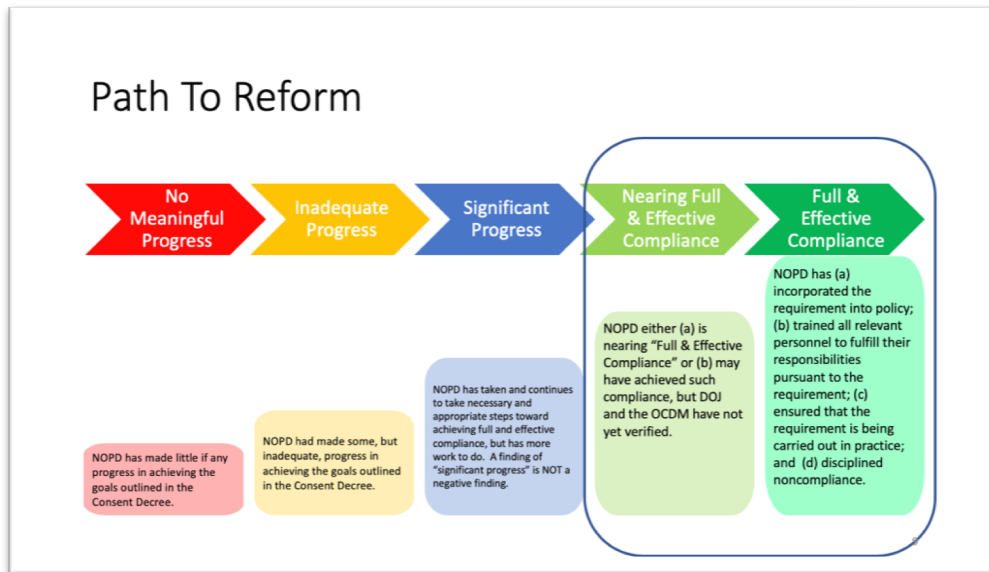 Path To Reform
No
Meaningful
Progress
Inadequate
Progress
Significant
Progress
Nearing Full
& Effective
Compliance
Full &
Effective
Compliance
NOPD has made little if any
progress in achieving the
goals outlined in the
Consent Decree.
NOPD had made some, but
inadequate, progress in
achieving the goals outlined
in the Consent Decree.
NOPD has taken and continues
to take necessary and
appropriate steps toward
achieving full and effective
compliance, but has more
work to do. A finding of
"significant progress" is NOT a
negative finding.
NOPD either (a) is
nearing "Full & Effective
Compliance" or (b) may
have achieved such
compliance, but DOJ
and the OCDM have not
yet verified.
NOPD has (a)
incorporated the
requirement into policy;
(b) trained all relevant
personnel to fulfill their
responsibilities
pursuant to the
requirement; (c)
ensured that the
requirement is being
carried out in practice;
and (d) disciplined
noncompliance.